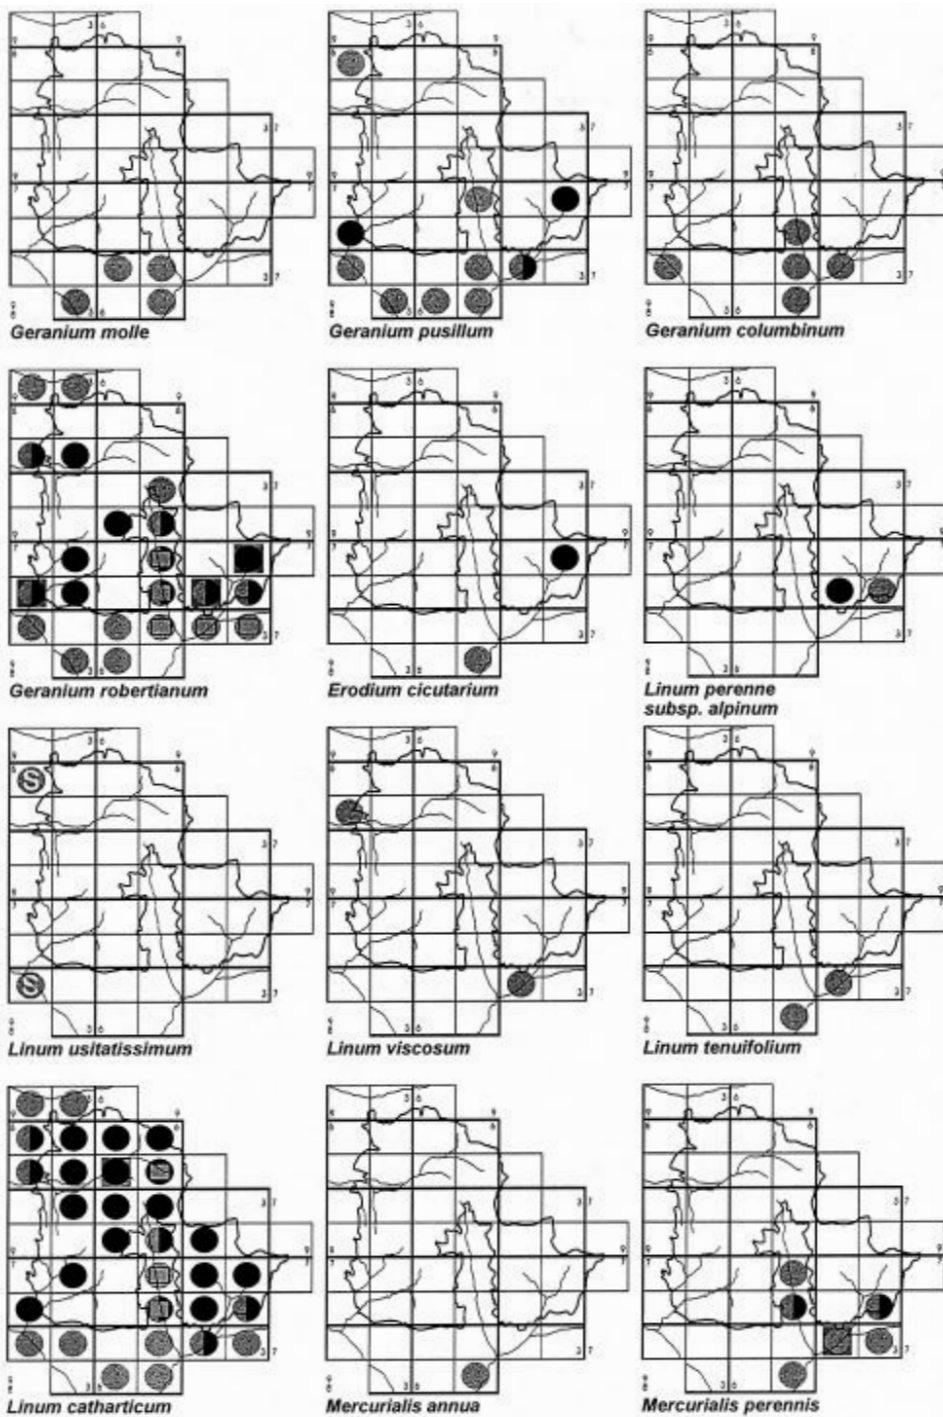 Geranium molle
Geranium pusillum
Geranium columbinum
Geranium robertianum
Erodium cicutarium
Linum perenne
subsp. alpinum
Linum usitatissimum
Linum viscosum
Linum tenuifolium
Linum catharticum
Mercurialis annua
Mercurialis perennis